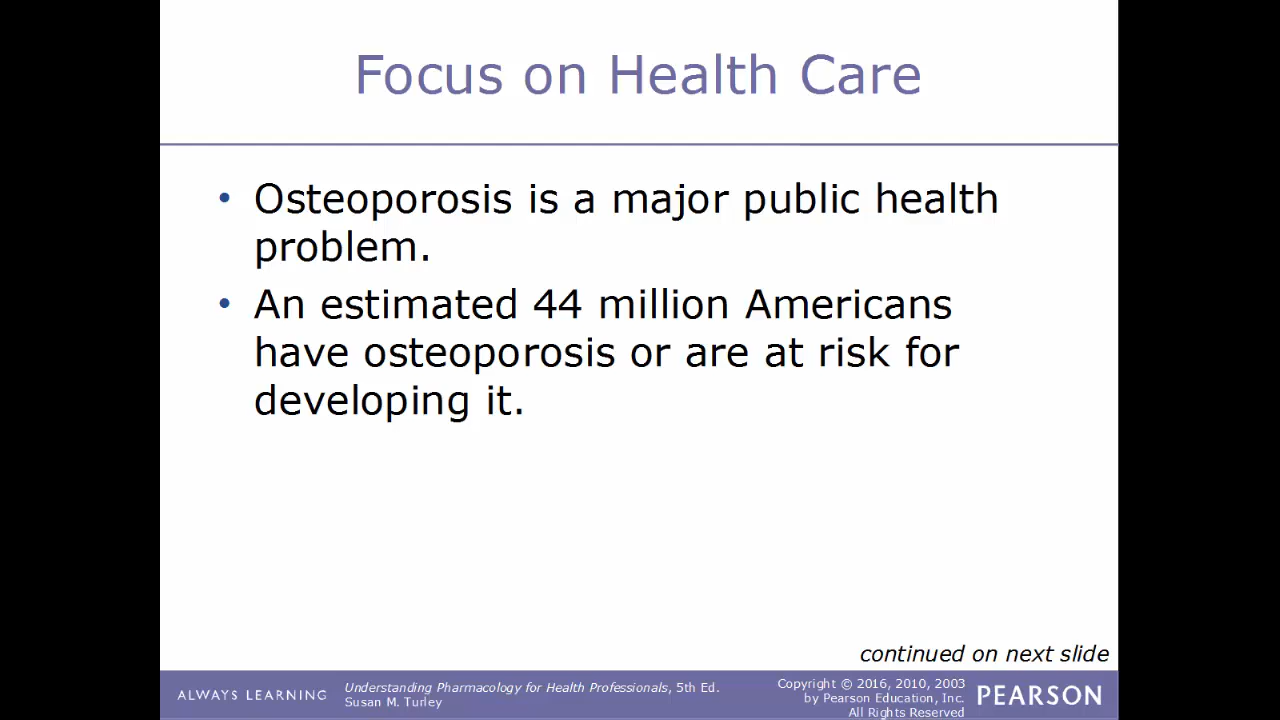 Focus on Health Care
• Osteoporosis is a major public health
problem.
• An estimated 44 million Americans
have osteoporosis or are at risk for
developing it.
continued on next slide
ALWAYS LEARNING
Understanding Pharmacology for Health Professionals, 5th Ed.
Susan M. Turley
Copyright © 2016, 2010, 2003
by Pearson Education, Inc.
All Rights Reserved
PEARSON